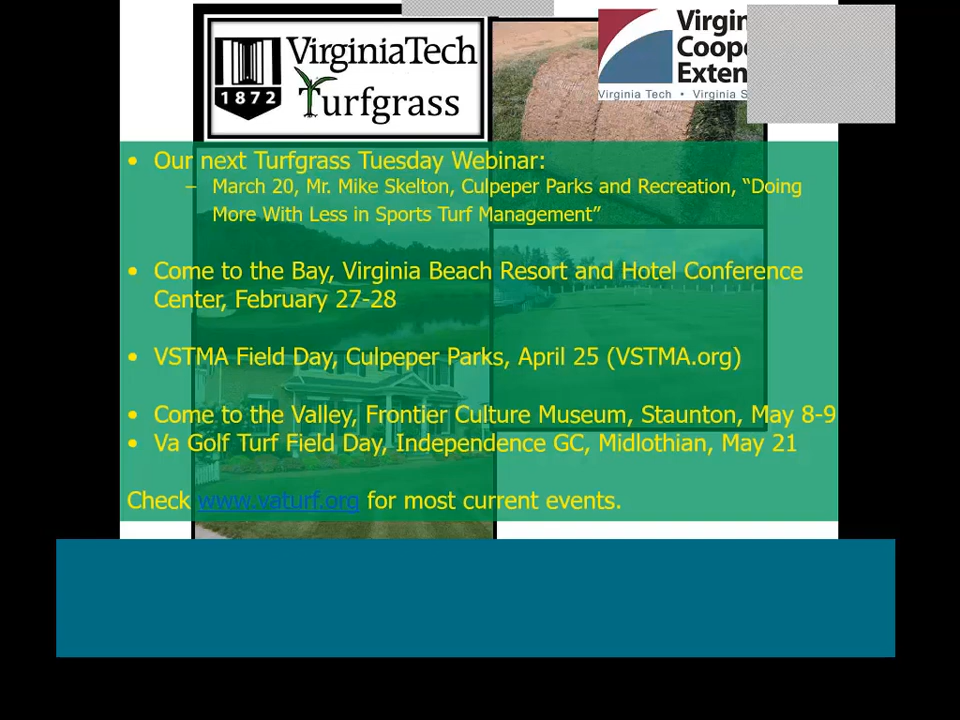 VirginiaTech
Turfgrass
1872
Virgin
Coope
Exten
Virginia Tech • Virginia S
• Our next Turfgrass Tuesday Webinar:
– March 20, Mr. Mike Skelton, Culpeper Parks and Recreation, “Doing
More With Less in Sports Turf Management”
• Come to the Bay, Virginia Beach Resort and Hotel Conference
Center, February 27-28
• VSTMA Field Day, Culpeper Parks, April 25 (VSTMA.org)
• Come to the Valley, Frontier Culture Museum, Staunton, May 8-9
• Va Golf Turf Field Day, Independence GC, Midlothian, May 21
Check www.vaturf.org for most current events.